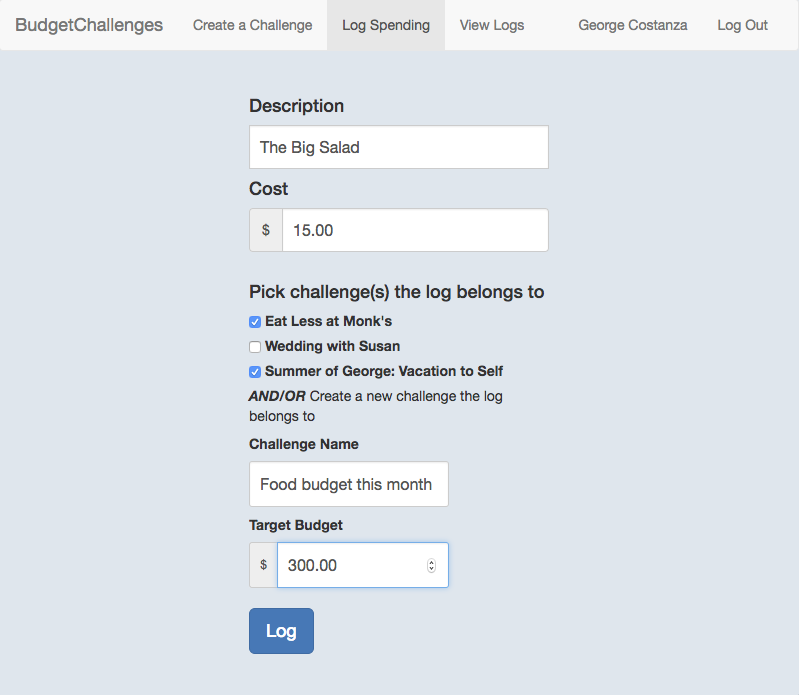 BudgetChallenges Create a Challenge Log Spending View Logs George Costanza Log Out
Description
The Big Salad
Cost
$ 15.00
Pick challenge(s) the log belongs to
Eat Less at Monk's
Wedding with Susan
Summer of George: Vacation to Self
AND/OR Create a new challenge the log
belongs to
Challenge Name
Food budget this month
Target Budget
$ 300.00
Log